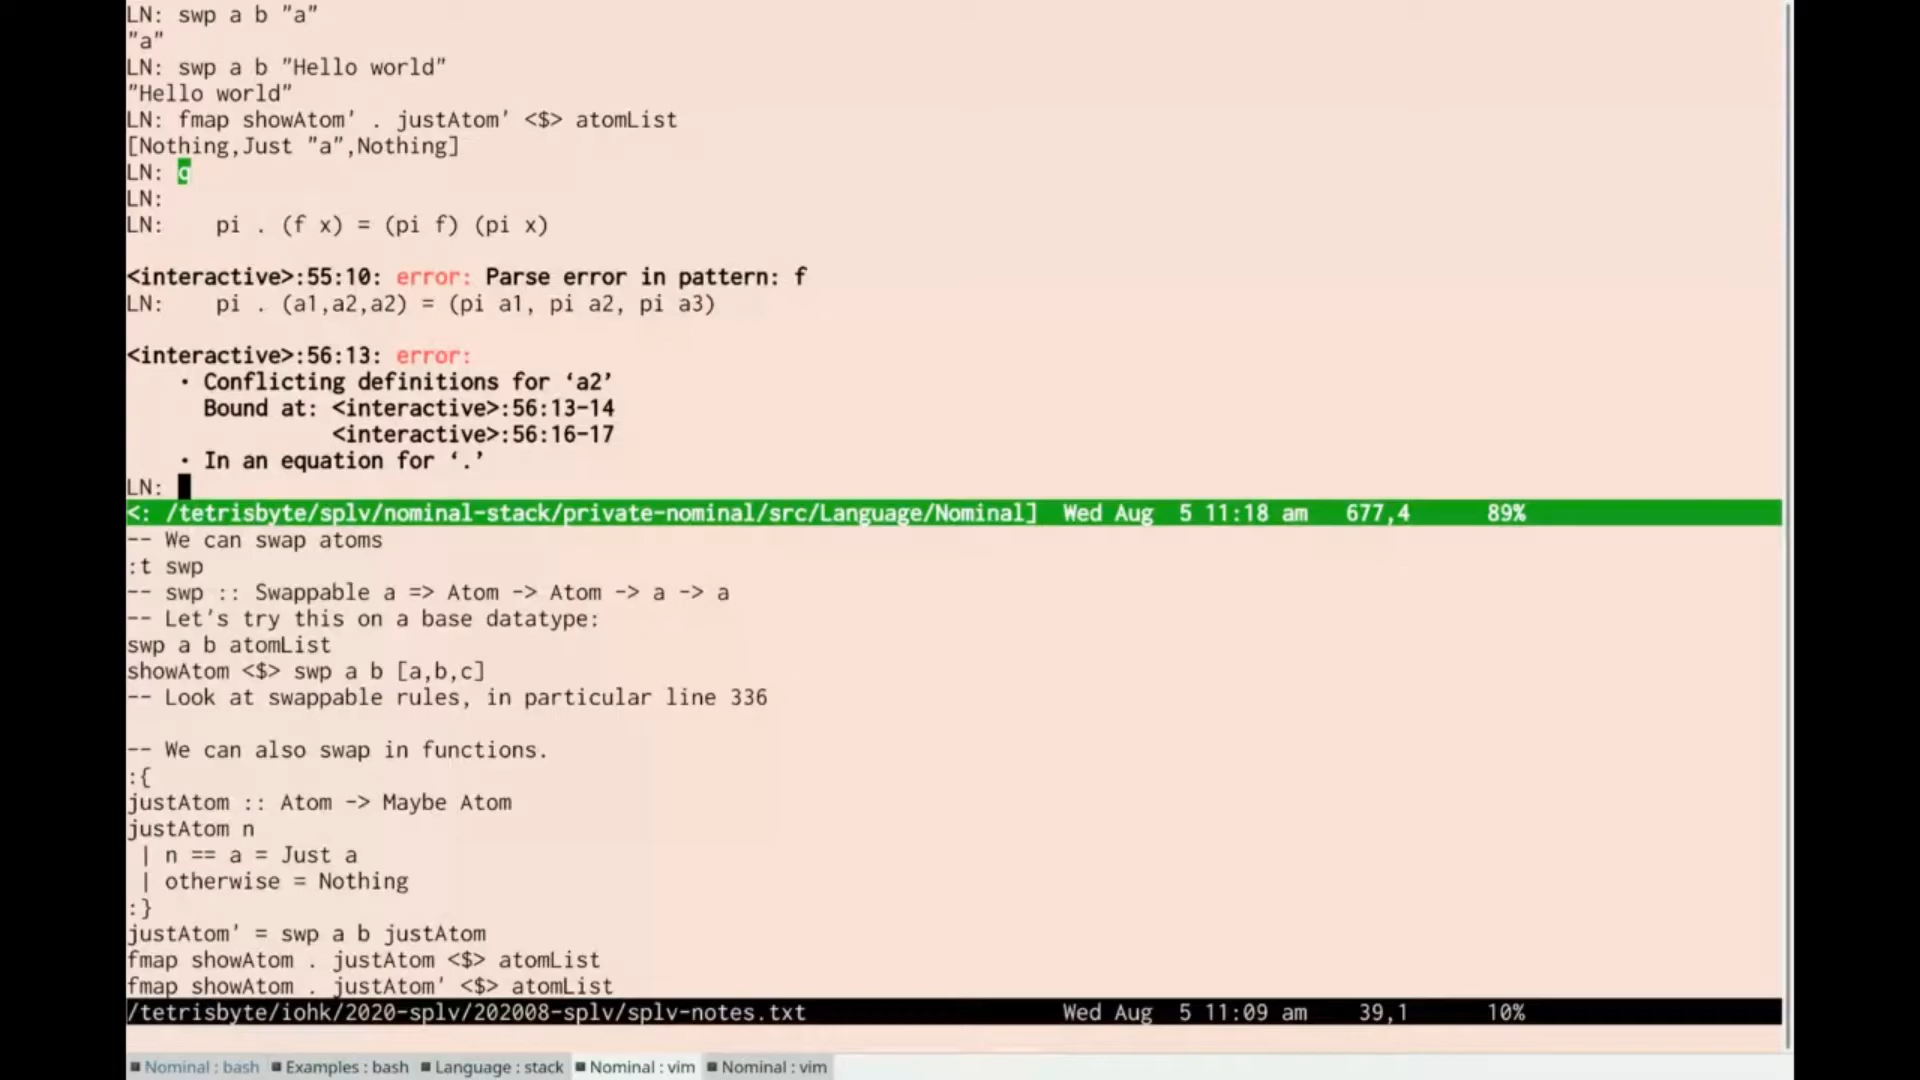 LN: swp a b "a"
"a"
LN: swp a b "Hello world"
"Hello world"
LN: fmap showAtom' . justAtom' <$> atomList
[Nothing,Just "a",Nothing]
LN: q
LN:
LN:    pi . (f x) = (pi f) (pi x)
<interactive>:55:10: error: Parse error in pattern: f
LN:    pi . (a1,a2,a2) = (pi a1, pi a2, pi a3)
<interactive>:56:13: error:
    • Conflicting definitions for ‘a2’
      Bound at: <interactive>:56:13-14
                <interactive>:56:16-17
    • In an equation for ‘.’
LN:
<: /tetrisbyte/splv/nominal-stack/private-nominal/src/Language/Nominal]  Wed Aug  5 11:18 am   677,4      89%
-- We can swap atoms
:t swp
-- swp :: Swappable a => Atom -> Atom -> a -> a
-- Let's try this on a base datatype:
swp a b atomList
showAtom <$> swp a b [a,b,c]
-- Look at swappable rules, in particular line 336
-- We can also swap in functions.
:{
justAtom :: Atom -> Maybe Atom
justAtom n
 | n == a = Just a
 | otherwise = Nothing
:}
justAtom' = swp a b justAtom
fmap showAtom . justAtom <$> atomList
fmap showAtom . justAtom' <$> atomList
/tetrisbyte/iohk/2020-splv/202008-splv/splv-notes.txt                    Wed Aug  5 11:09 am    39,1      10%
Nominal : bash  Examples : bash  Language : stack  Nominal : vim  Nominal : vim